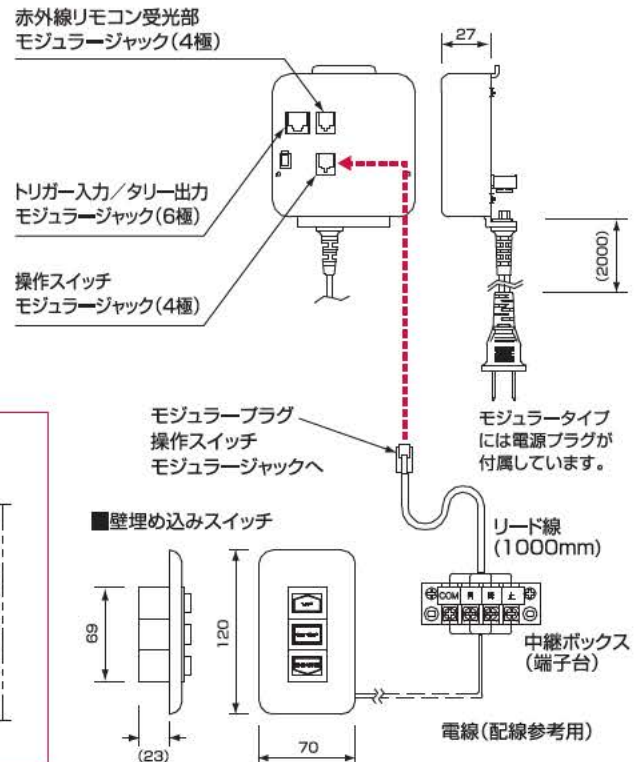 赤外線リモコン受光部
モジュラージャック(4極)
27
トリガー入力/タリー出力
モジュラージャック(6極)
(2000)
操作スイッチ
モジュラージャック(4極)
モジュラープラグ
操作スイッチ
モジュラージャックへ
モジュラータイプ
には電源プラグが
付属しています。
■壁埋め込みスイッチ
リード線
(1000mm)
COM
上
69
120
中継ボックス
(端子台)
(23)
70
電線(配線参考用)